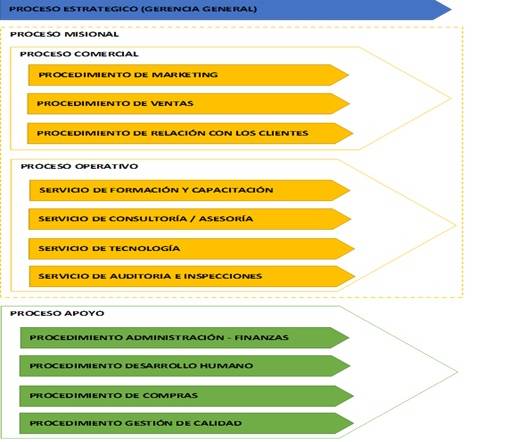 PROCESO ESTRATEGICO (GERENCIA GENERAL)
PROCESO MISIONAL
PROCESO COMERCIAL
PROCEDIMIENTO DE MARKETING
PROCEDIMIENTO DE VENTAS
PROCEDIMIENTO DE RELACIÓN CON LOS CLIENTES
PROCESO OPERATIVO
SERVICIO DE FORMACIÓN Y CAPACITACIÓN
SERVICIO DE CONSULTORÍA / ASESORÍA
SERVICIO DE TECNOLOGÍA
SERVICIO DE AUDITORIA E INSPECCIONES
PROCESO APOYO
PROCEDIMIENTO ADMINISTRACIÓN - FINANZAS
PROCEDIMIENTO DESARROLLO HUMANO
PROCEDIMIENTO DE COMPRAS
PROCEDIMIENTO GESTIÓN DE CALIDAD